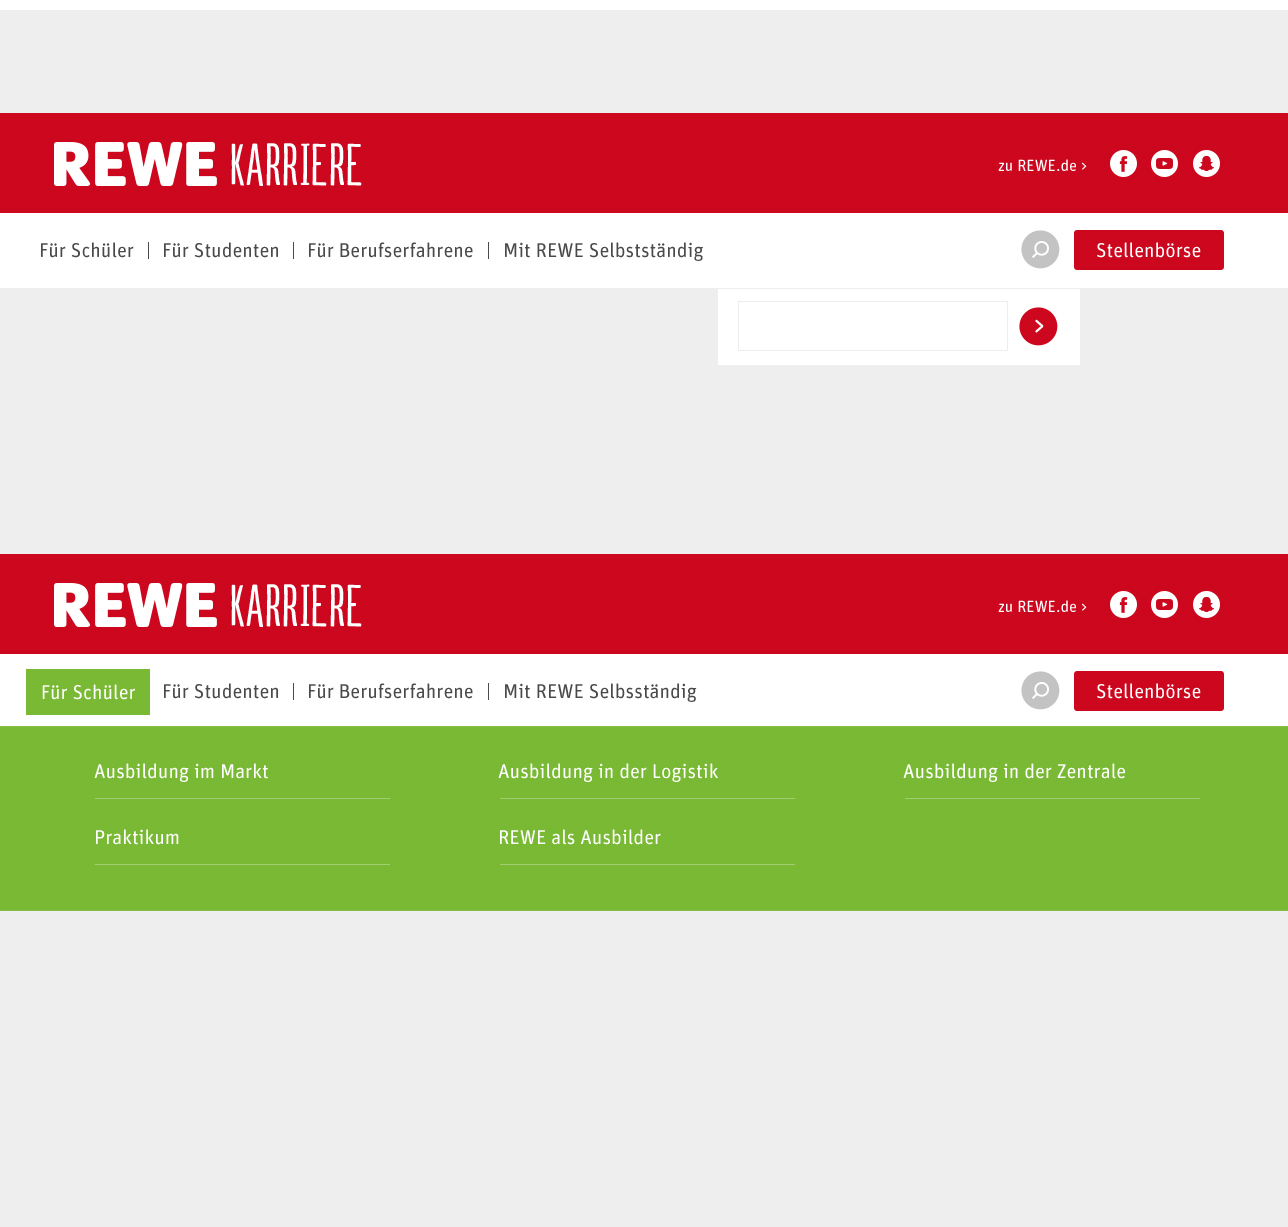 REWE KARRIERE
zu REWE.de ›
Für Schüler | Für Studenten | Für Berufserfahrene | Mit REWE Selbstständig
Stellenbörse
REWE KARRIERE
zu REWE.de ›
Für Schüler Für Studenten | Für Berufserfahrene | Mit REWE Selbsständig
Stellenbörse
Ausbildung im Markt
Ausbildung in der Logistik
Ausbildung in der Zentrale
Praktikum
REWE als Ausbilder